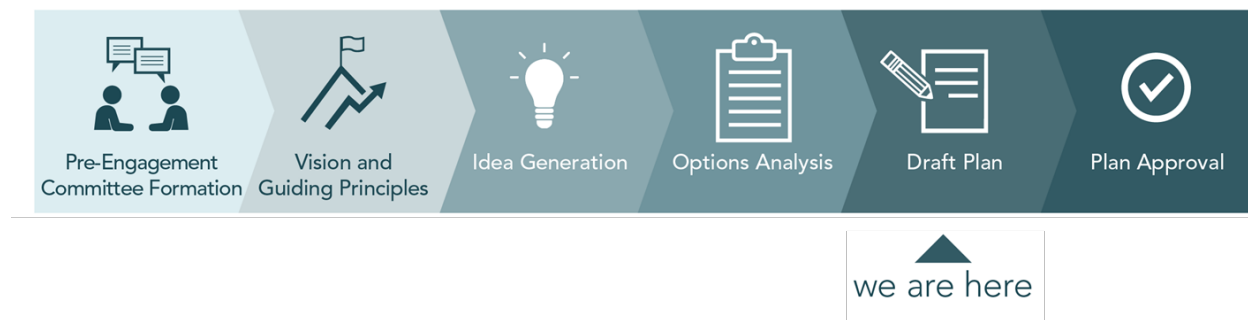 Pre-Engagement
Committee Formation
Vision and
Guiding Principles
Idea Generation
Options Analysis
Draft Plan
Plan Approval
we are here